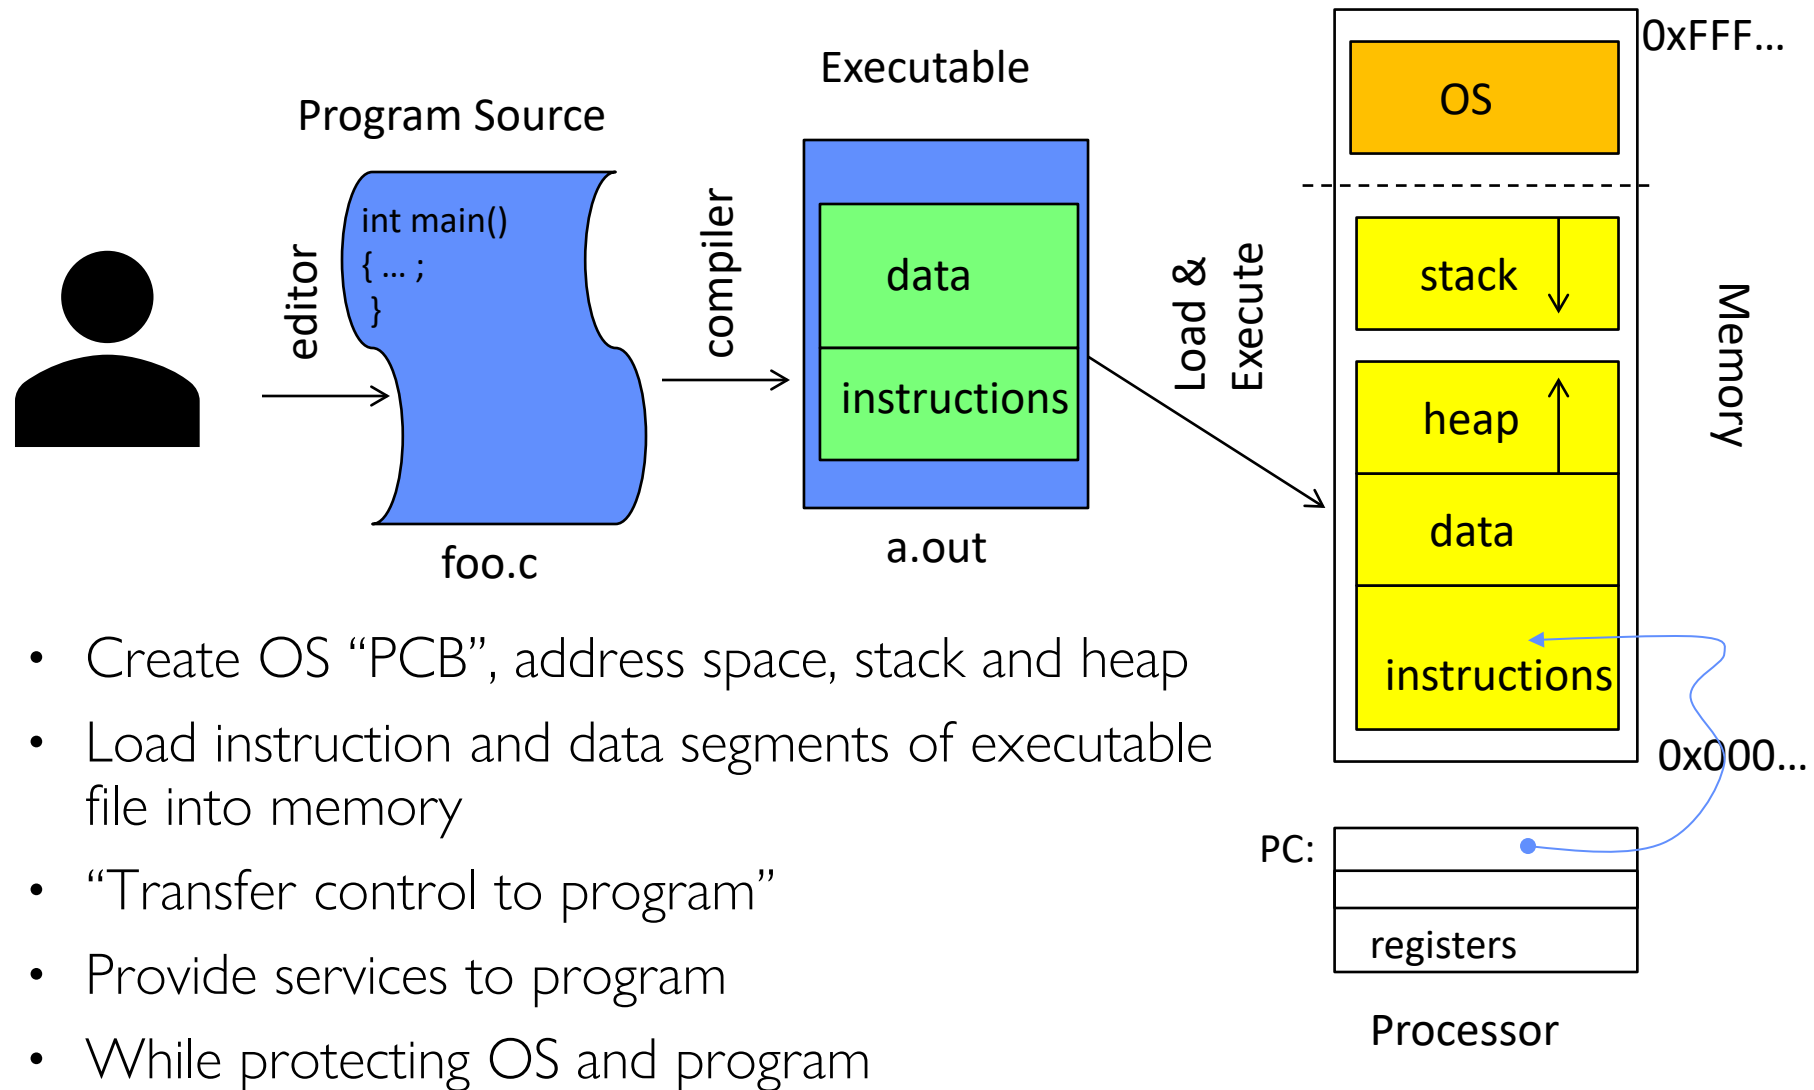 Program Source
int main()
{ ... ;
}
foo.c
editor
compiler
Executable
data
instructions
a.out
Load &
Execute
0xFFF...
OS
stack
heap
data
instructions
0x000...
Memory
PC:
registers
Processor
• Create OS “PCB”, address space, stack and heap
• Load instruction and data segments of executable
file into memory
• “Transfer control to program”
• Provide services to program
• While protecting OS and program